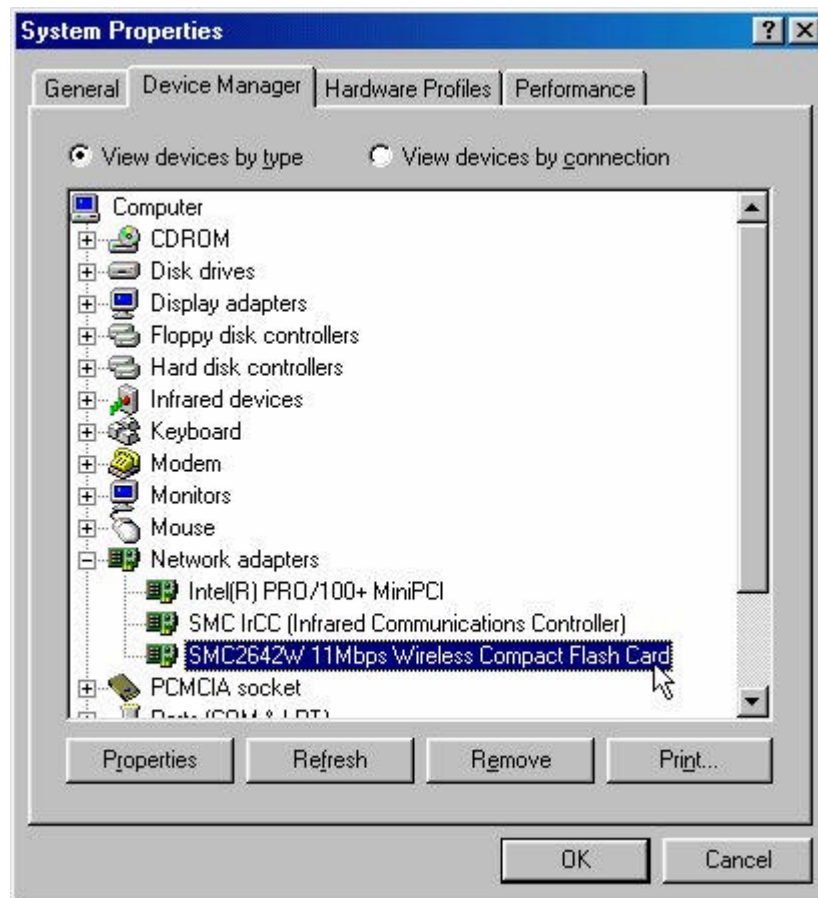 System Properties
General Device Manager Hardware Profiles Performance
View devices by type View devices by connection
Computer
CDROM
Disk drives
Display adapters
Floppy disk controllers
Hard disk controllers
Infrared devices
Keyboard
Modem
Monitors
Mouse
Network adapters
Intel(R) PRO/100+ MiniPCI
SMC IrCC (Infrared Communications Controller)
SMC2642W 11Mbps Wireless Compact Flash Card
PCMCIA socket
Ports (COM & LPT)
Properties Refresh Remove Print...
OK Cancel